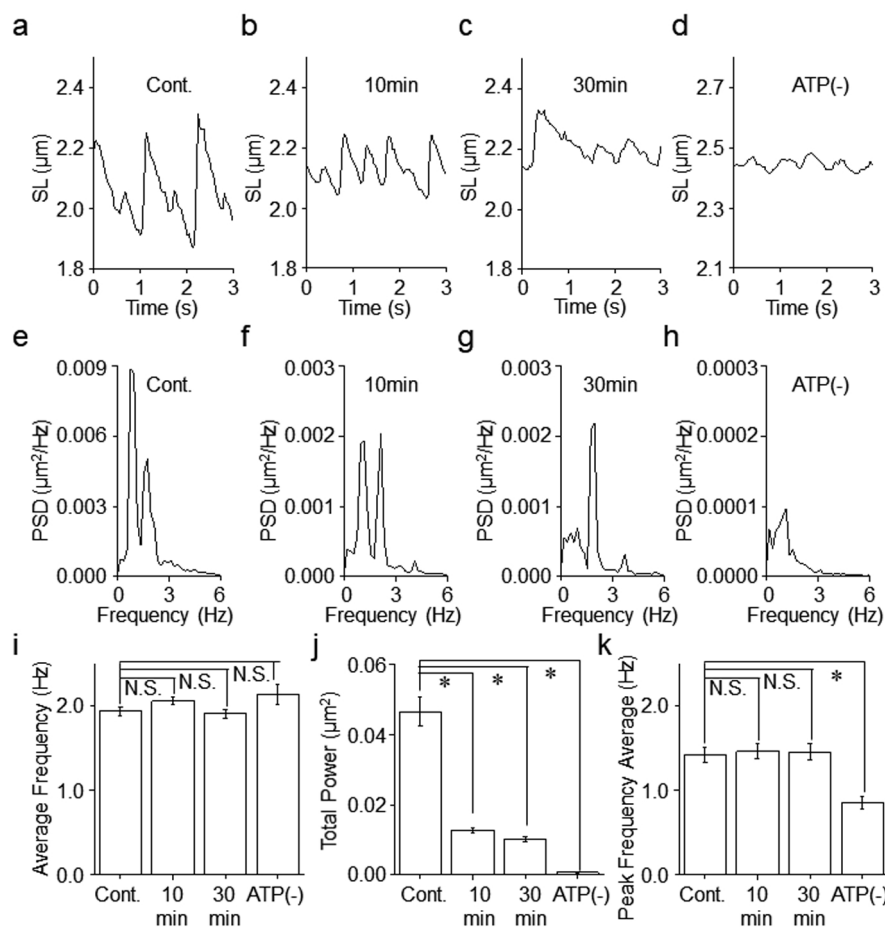 a b c d
Cont. 10min 30min ATP(-)
2.4 2.4 2.4 2.7
2.2 2.2 2.2 2.5
2.0 2.0 2.0 2.3
1.8 1.8 1.8 2.1
SL (μm) SL (μm) SL (μm) SL (μm)
0 1 2 3 0 1 2 3 0 1 2 3 0 1 2 3
Time (s) Time (s) Time (s) Time (s)
e f g h
0.009 0.003 0.003 0.0003
Cont. 10min 30min ATP(-)
0.006 0.002 0.002 0.0002
0.003 0.001 0.001 0.0001
0.000 0.000 0.000 0.0000
PSD (μm²/Hz) PSD (μm²/Hz) PSD (μm²/Hz) PSD (μm²/Hz)
0 3 6 0 3 6 0 3 6 0 3 6
Frequency (Hz) Frequency (Hz) Frequency (Hz) Frequency (Hz)
i
Average Frequency (Hz)
N.S. N.S. N.S.
2.0
1.0
0.0
Cont. 10 30 ATP(-)
min min
j
Total Power (μm²)
0.06
* * *
0.04
0.02
0.00
Cont. 10 30 ATP(-)
min min
k
Peak Frequency Average (Hz)
N.S. N.S. *
2.0
1.0
0.0
Cont. 10 30 ATP(-)
min min